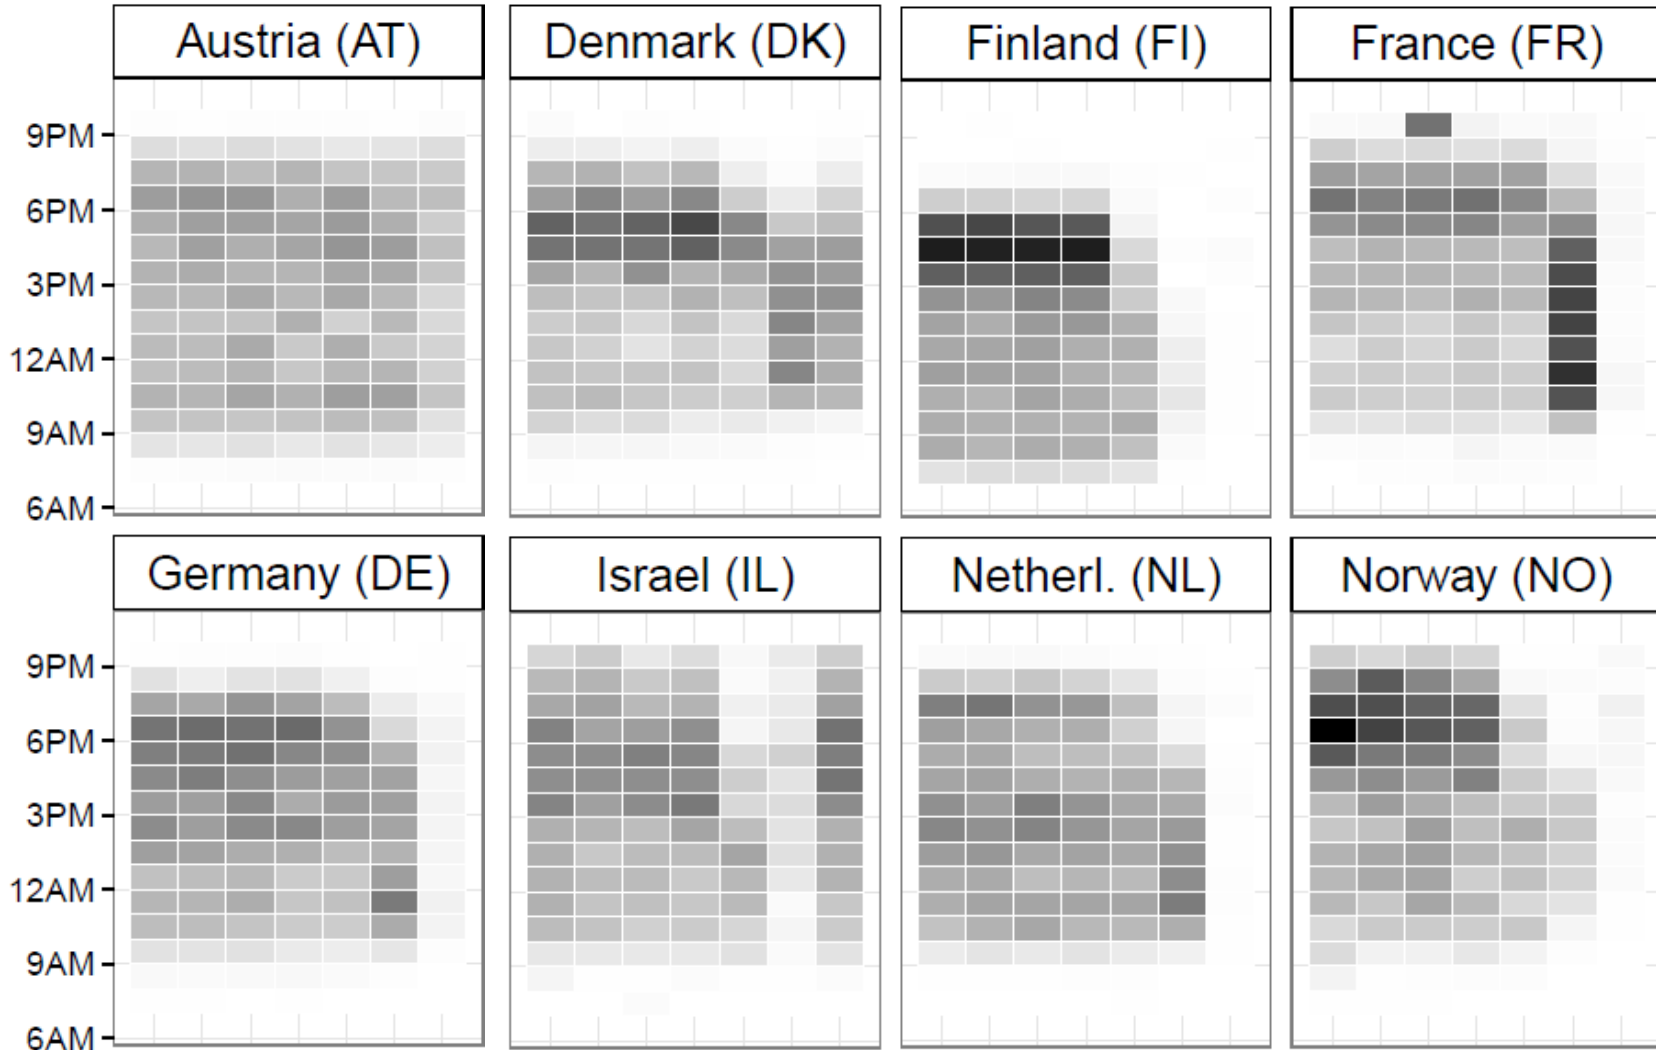 Austria (AT) Denmark (DK) Finland (FI) France (FR)
9PM
6PM
3PM
12AM
9AM
6AM
Germany (DE) Israel (IL) Netherl. (NL) Norway (NO)
9PM
6PM
3PM
12AM
9AM
6AM